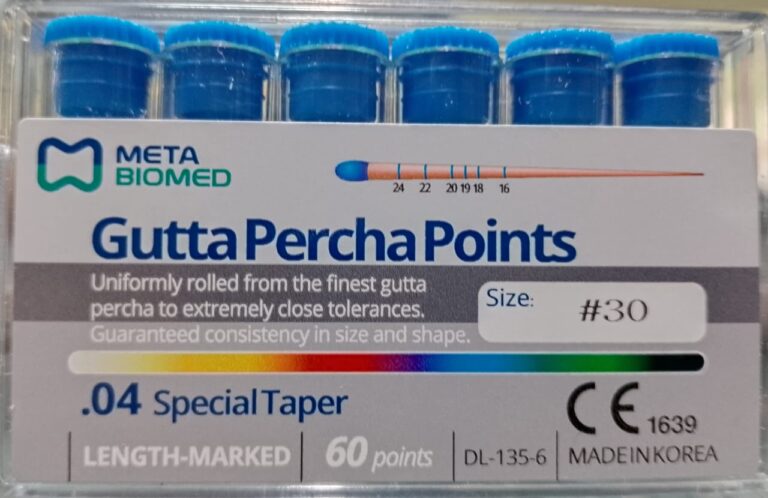 META
BIOMED
24 22 20 19 18 16
Gutta Percha Points
Uniformly rolled from the finest gutta
percha to extremely close tolerances.
Guaranteed consistency in size and shape.
Size: #30
.04 Special Taper
CE 1639
LENGTH-MARKED 60 points DL-135-6 MADE IN KOREA